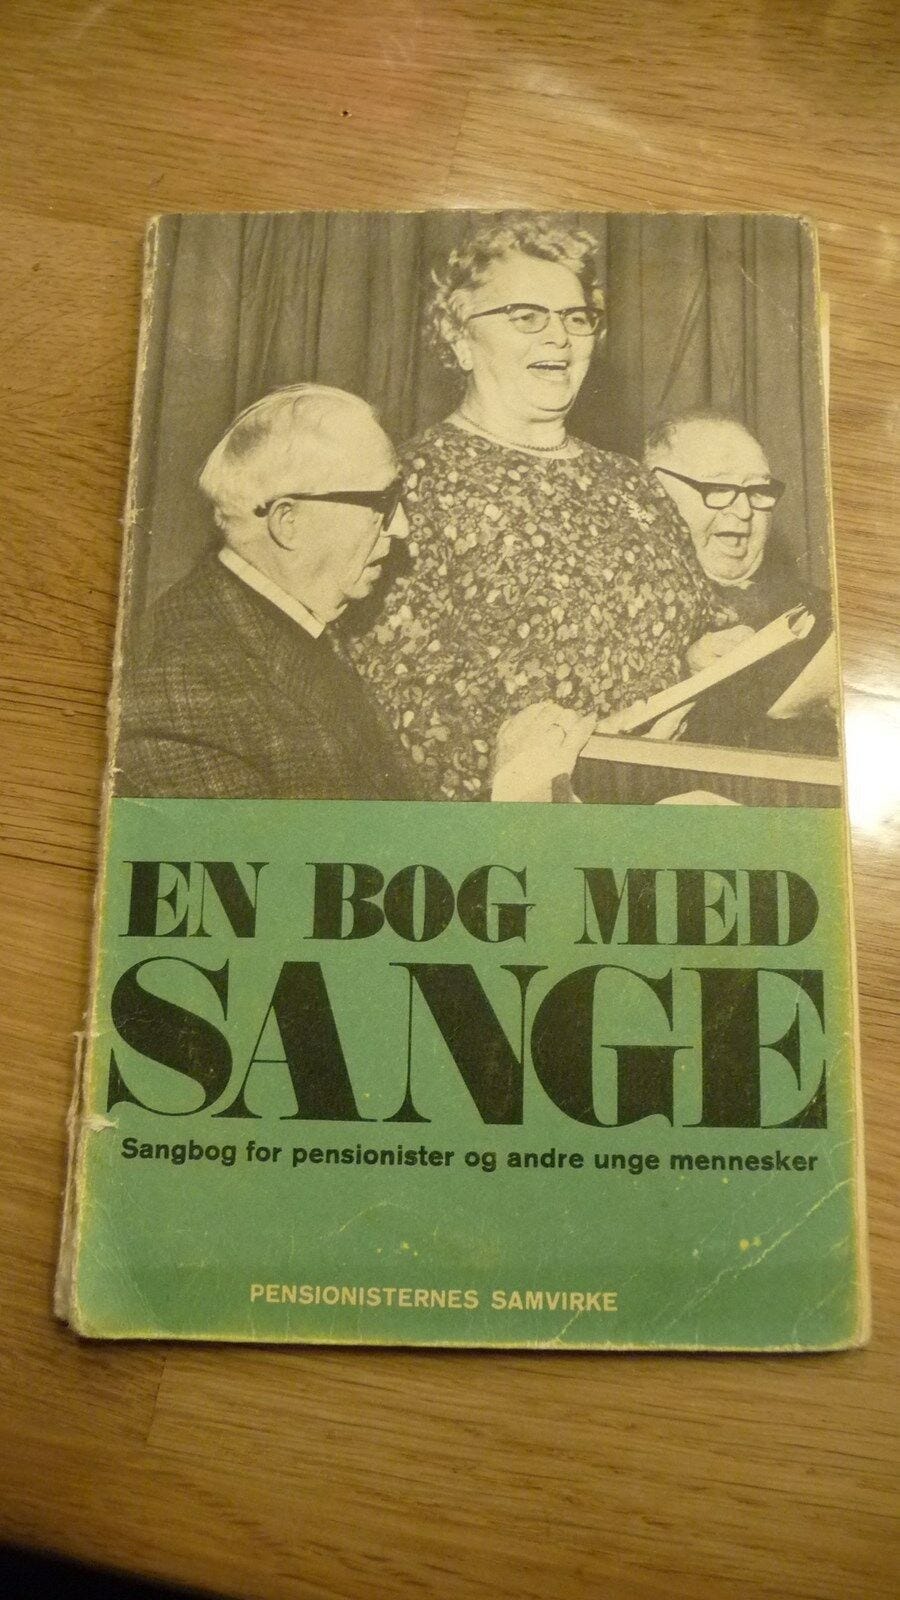 EN BOG MED
SANGE
Sangbog for pensionister og andre unge mennesker
PENSIONISTERNES SAMVIRKE